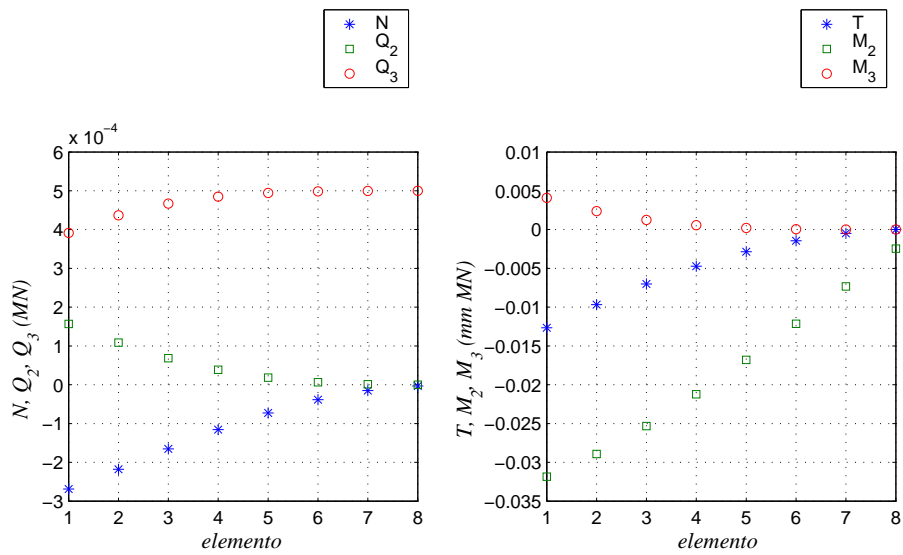 N
Q2
Q3
x 10−4
6
5
4
3
2
1
0
−1
−2
−3
1 2 3 4 5 6 7 8
elemento
N, Q2, Q3 (MN)
T
M2
M3
0.01
0.005
0
−0.005
−0.01
−0.015
−0.02
−0.025
−0.03
−0.035
1 2 3 4 5 6 7 8
elemento
T, M2, M3 (mm MN)